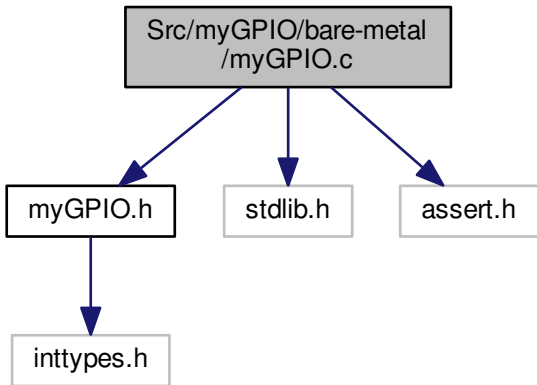 Src/myGPIO/bare-metal
/myGPIO.c
myGPIO.h
stdlib.h
assert.h
inttypes.h